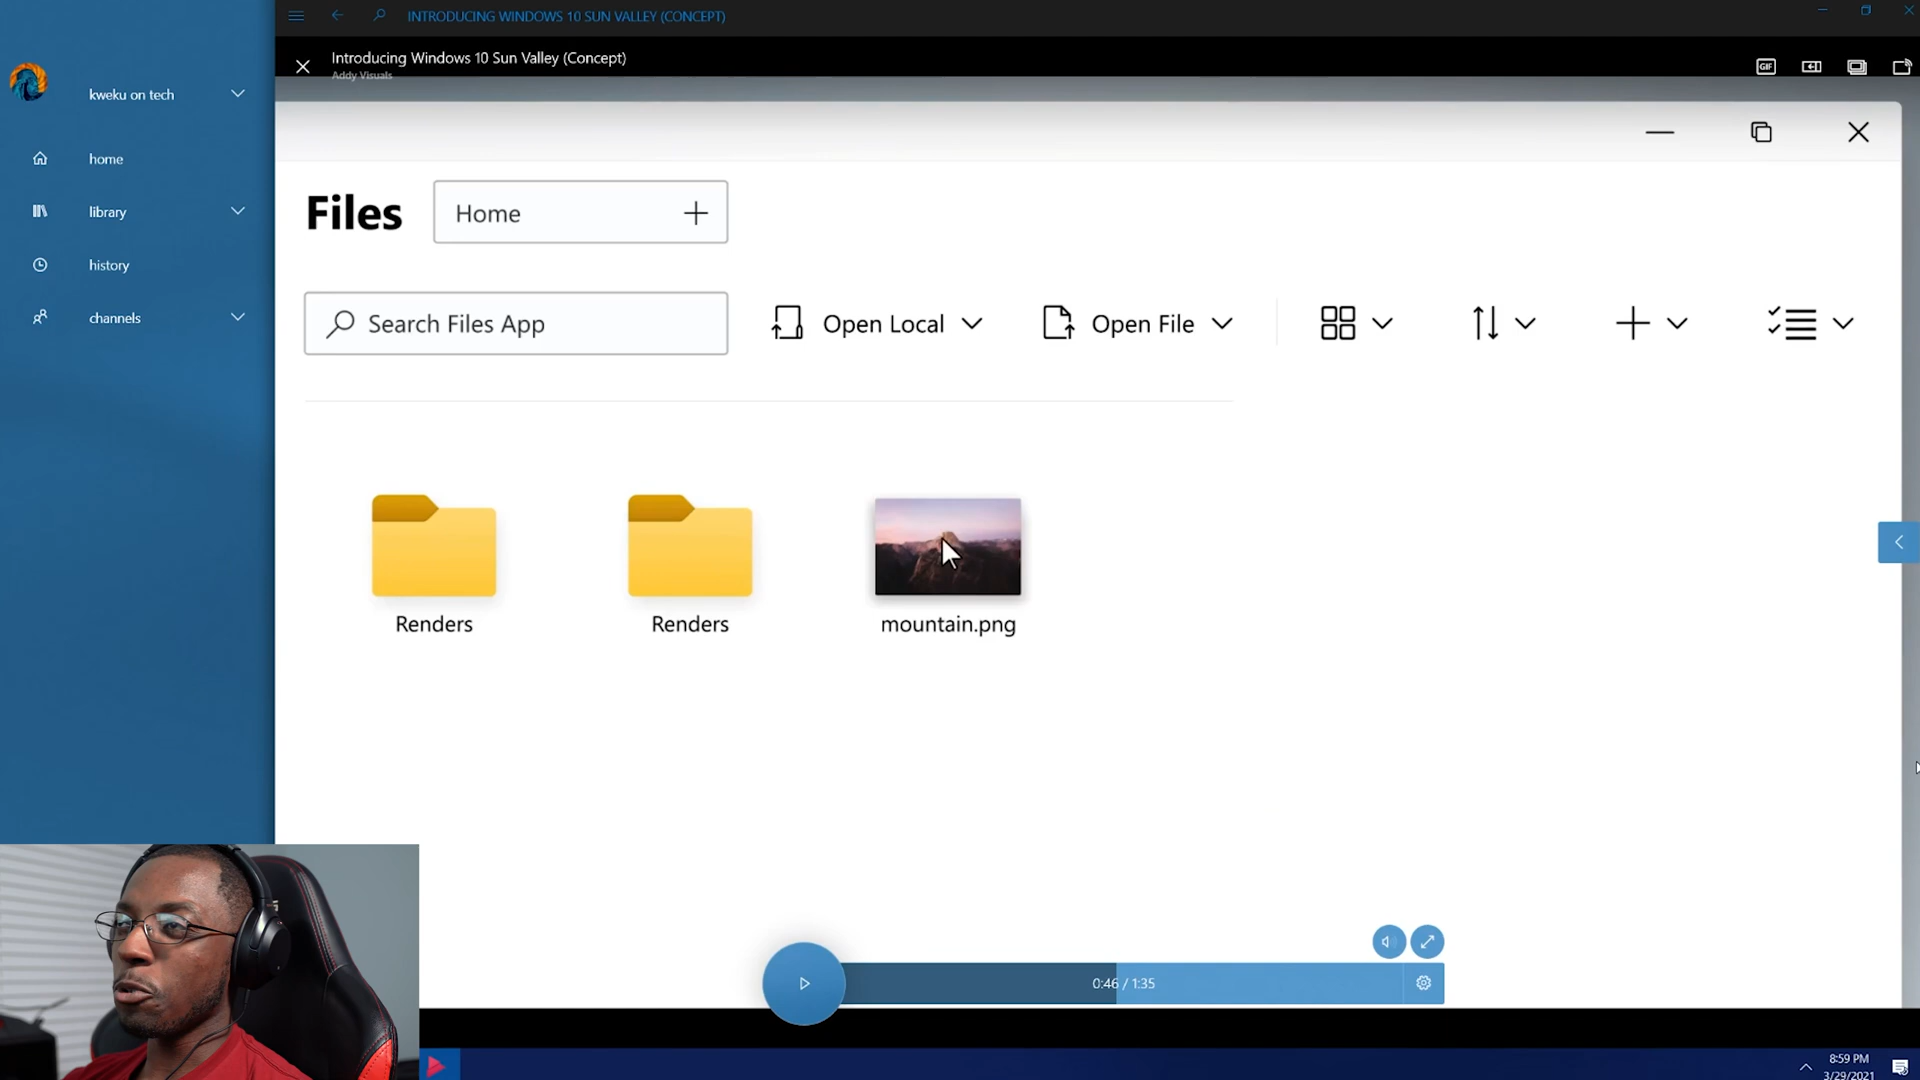 INTRODUCING WINDOWS 10 SUN VALLEY (CONCEPT)
Introducing Windows 10 Sun Valley (Concept)
Addy Visuals
GIF
kweku on tech
home
library
history
channels
Files
Home
Search Files App
Open Local
Open File
Renders
Renders
mountain.png
0:46 / 1:35
8:59 PM
3/29/2021